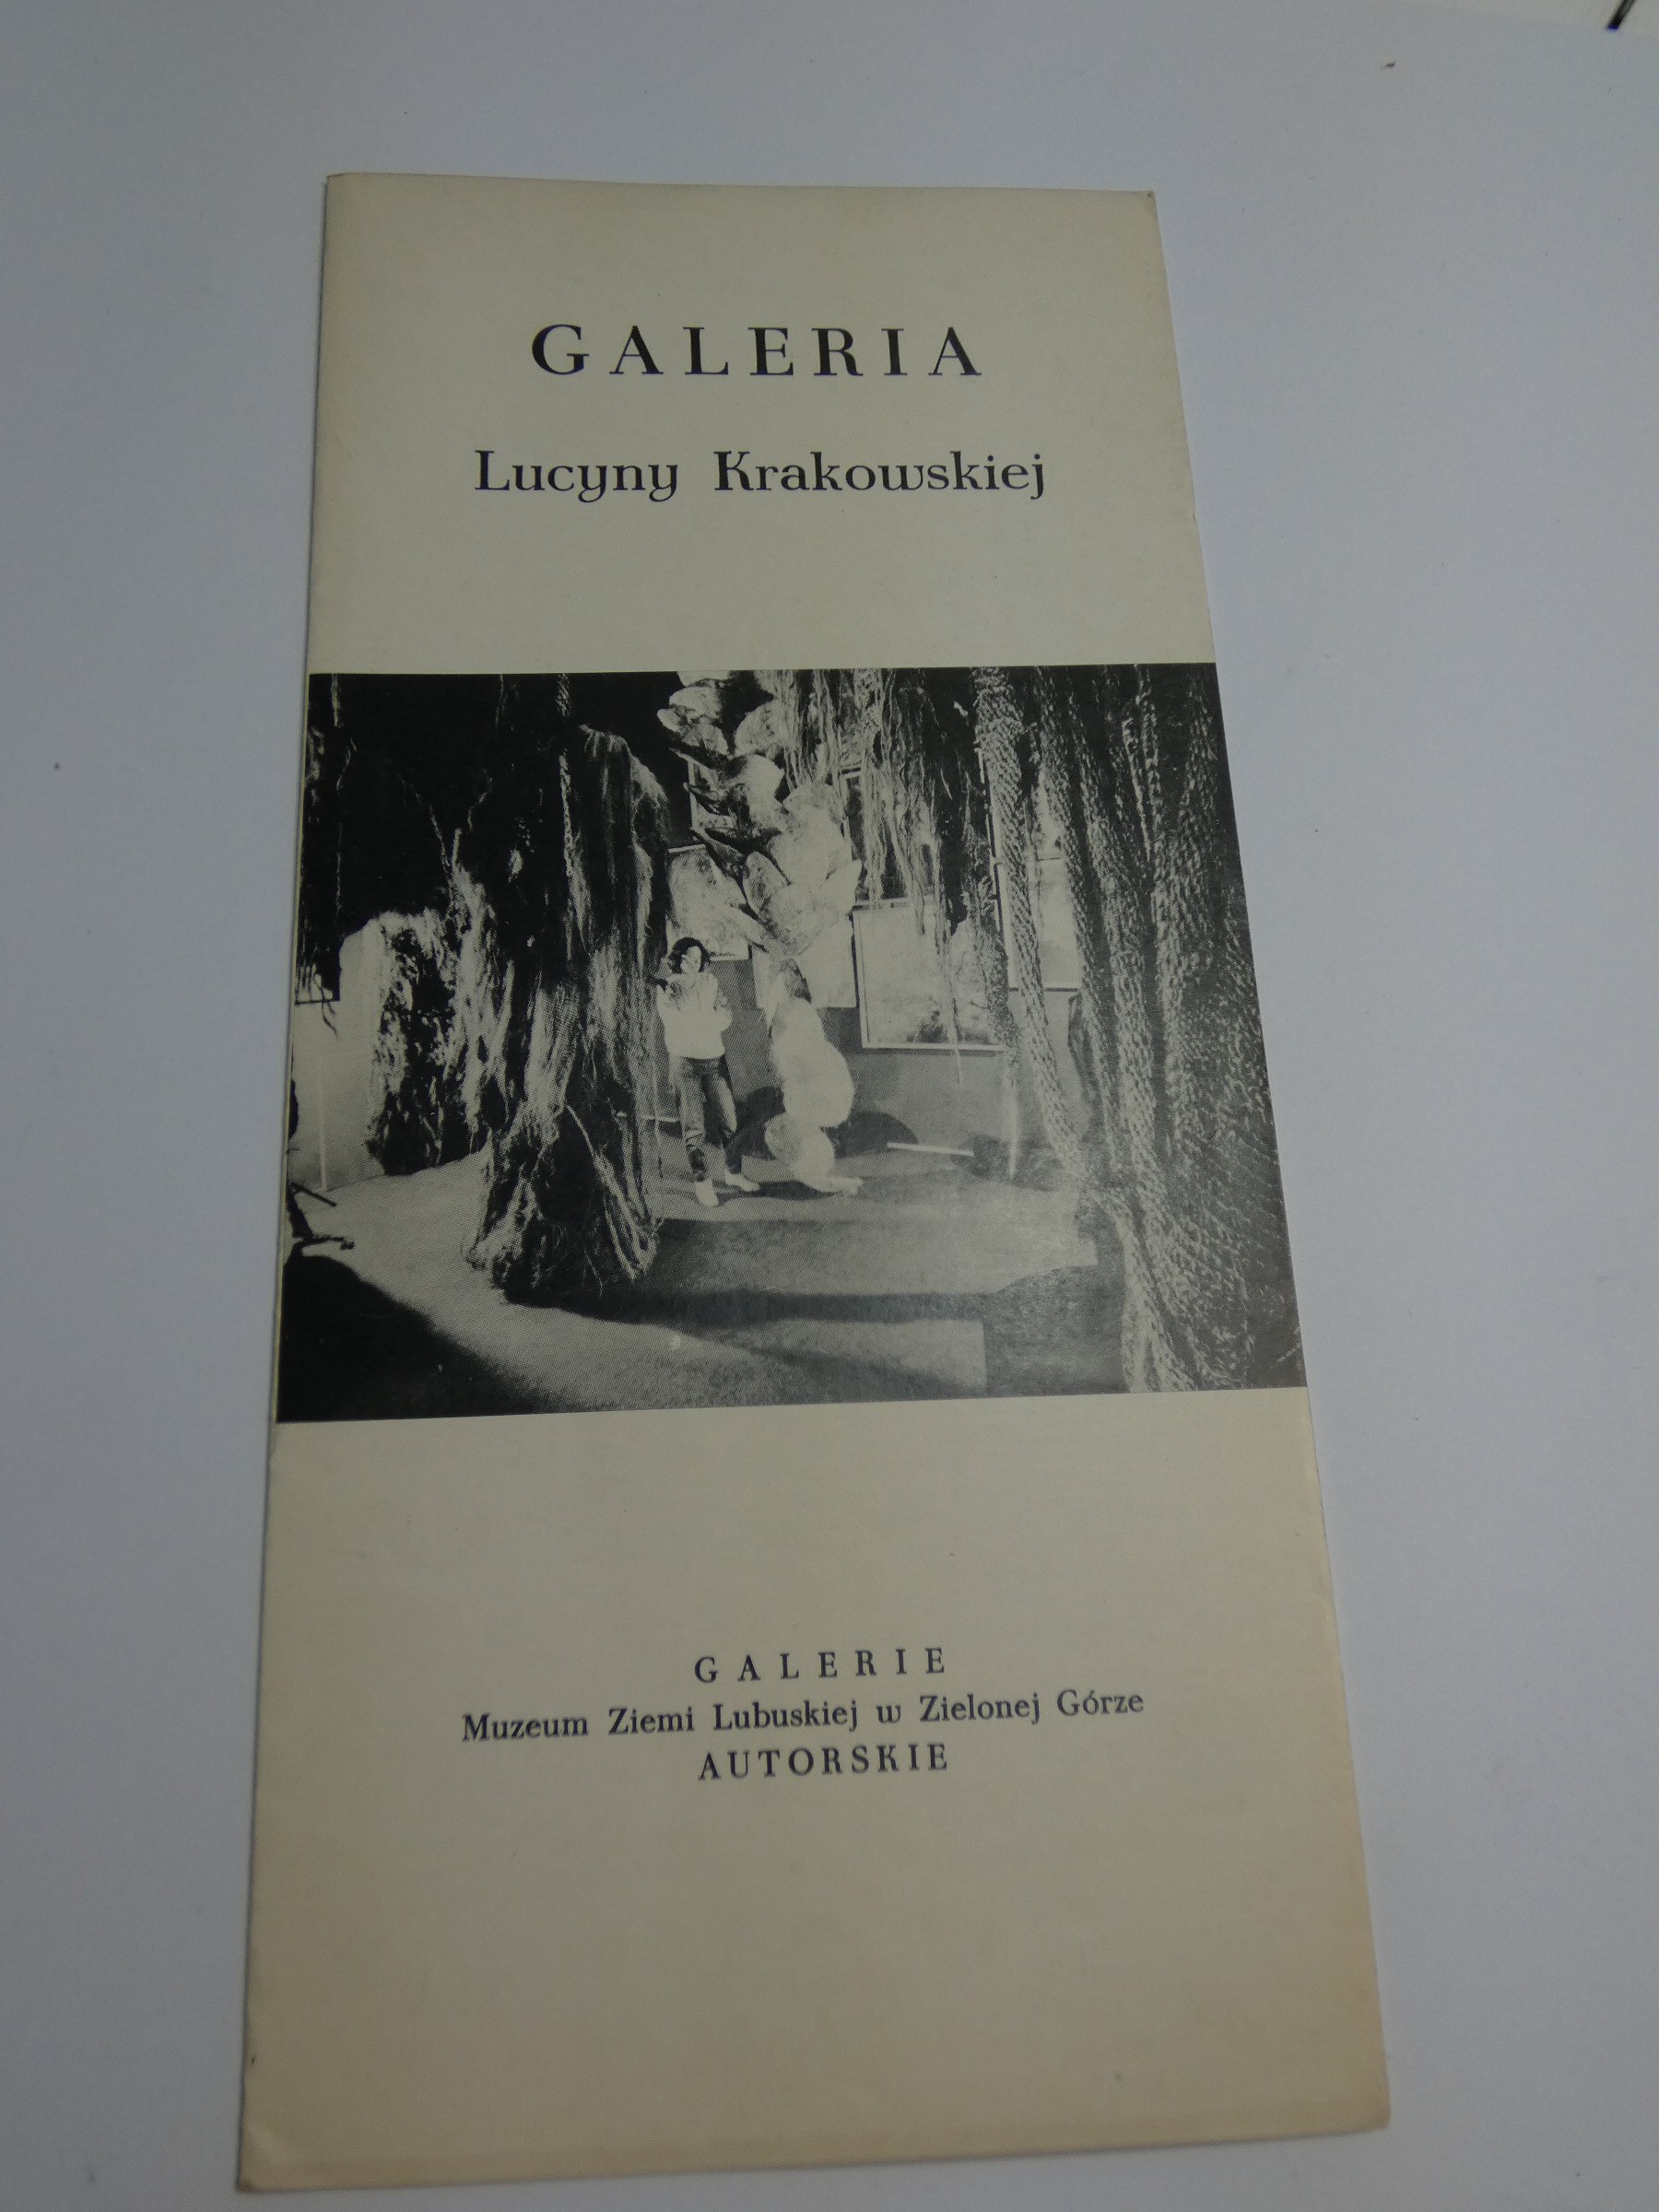 GALERIA
Lucyny Krakowskiej
GALERIE
Muzeum Ziemi Lubuskiej w Zielonej Górze
AUTORSKIE